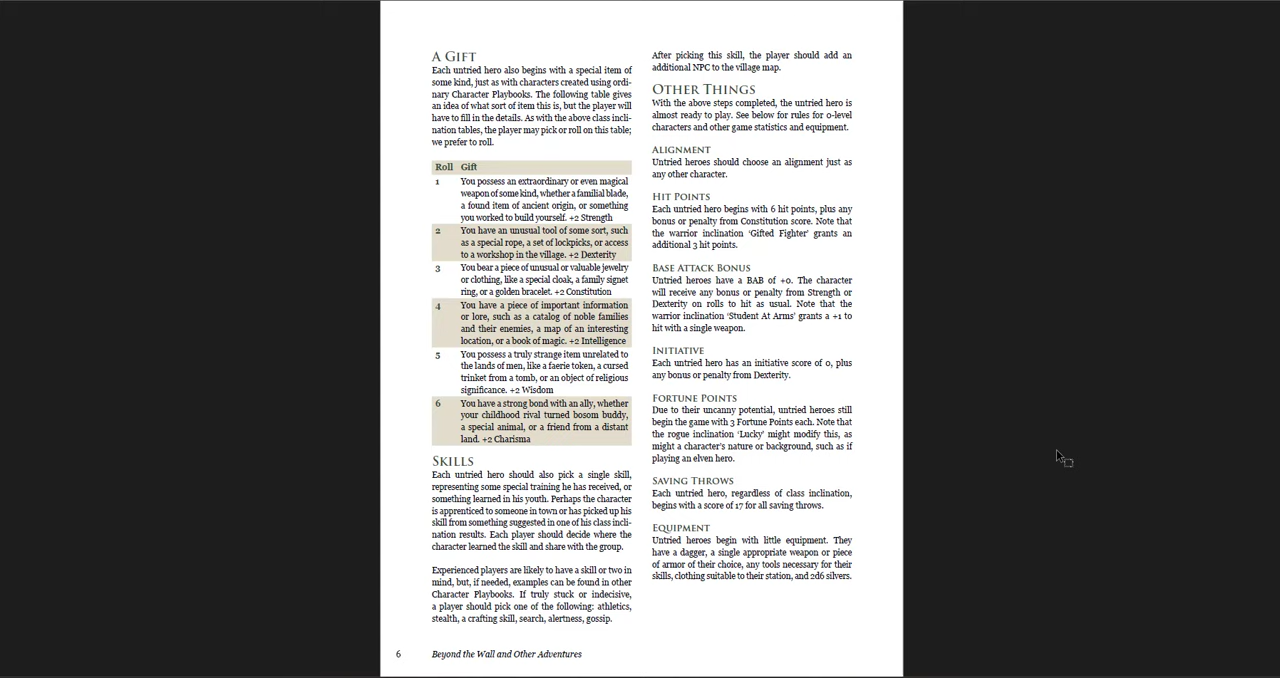 A Gift
Each untried hero also begins with a special item of
some kind, just as with characters created using ordi-
nary Character Playbooks. The following table gives
an idea of what sort of item this is, but the player will
have to fill in the details. As with the above class incli-
nation tables, the player may pick or roll on this table;
we prefer to roll.
Roll Gift
1 You possess an extraordinary or even magical
weapon of some kind, whether a familial blade,
a found item of ancient origin, or something
you worked to build yourself. +2 Strength
2 You have an unusual tool of some sort, such
as a special rope, a set of lockpicks, or access
to a workshop in the village. +2 Dexterity
3 You bear a piece of unusual or valuable jewelry
or clothing, like a special cloak, a family signet
ring, or a golden bracelet. +2 Constitution
4 You have a piece of important information
or lore, such as a catalog of noble families
and their enemies, a map of an interesting
location, or a book of magic. +2 Intelligence
5 You possess a truly strange item unrelated to
the lands of men, like a faerie token, a cursed
trinket from a tomb, or an object of religious
significance. +2 Wisdom
6 You have a strong bond with an ally, whether
your childhood rival turned bosom buddy,
a special animal, or a friend from a distant
land. +2 Charisma
Skills
Each untried hero should also pick a single skill,
representing some special training he has received, or
something learned in his youth. Perhaps the character
is apprenticed to someone in town or has picked up his
skill from something suggested in one of his class incli-
nation results. Each player should decide where the
character learned the skill and share with the group.
Experienced players are likely to have a skill or two in
mind, but, if needed, examples can be found in other
Character Playbooks. If truly stuck or indecisive,
a player should pick one of the following: athletics,
stealth, a crafting skill, search, alertness, gossip.
After picking this skill, the player should add an
additional NPC to the village map.
Other Things
With the above steps completed, the untried hero is
almost ready to play. See below for rules for 0-level
characters and other game statistics and equipment.
Alignment
Untried heroes should choose an alignment just as
any other character.
Hit Points
Each untried hero begins with 6 hit points, plus any
bonus or penalty from Constitution score. Note that
the warrior inclination ‘Gifted Fighter’ grants an
additional 3 hit points.
Base Attack Bonus
Untried heroes have a BAB of +0. The character
will receive any bonus or penalty from Strength or
Dexterity on rolls to hit as usual. Note that the
warrior inclination ‘Student At Arms’ grants a +1 to
hit with a single weapon.
Initiative
Each untried hero has an initiative score of 0, plus
any bonus or penalty from Dexterity.
Fortune Points
Due to their uncanny potential, untried heroes still
begin the game with 3 Fortune Points each. Note that
the rogue inclination ‘Lucky’ might modify this, as
might a character’s nature or background, such as if
playing an elven hero.
Saving Throws
Each untried hero, regardless of class inclination,
begins with a score of 17 for all saving throws.
Equipment
Untried heroes begin with little equipment. They
have a dagger, a single appropriate weapon or piece
of armor of their choice, any tools necessary for their
skills, clothing suitable to their station, and 2d6 silvers.
6 Beyond the Wall and Other Adventures